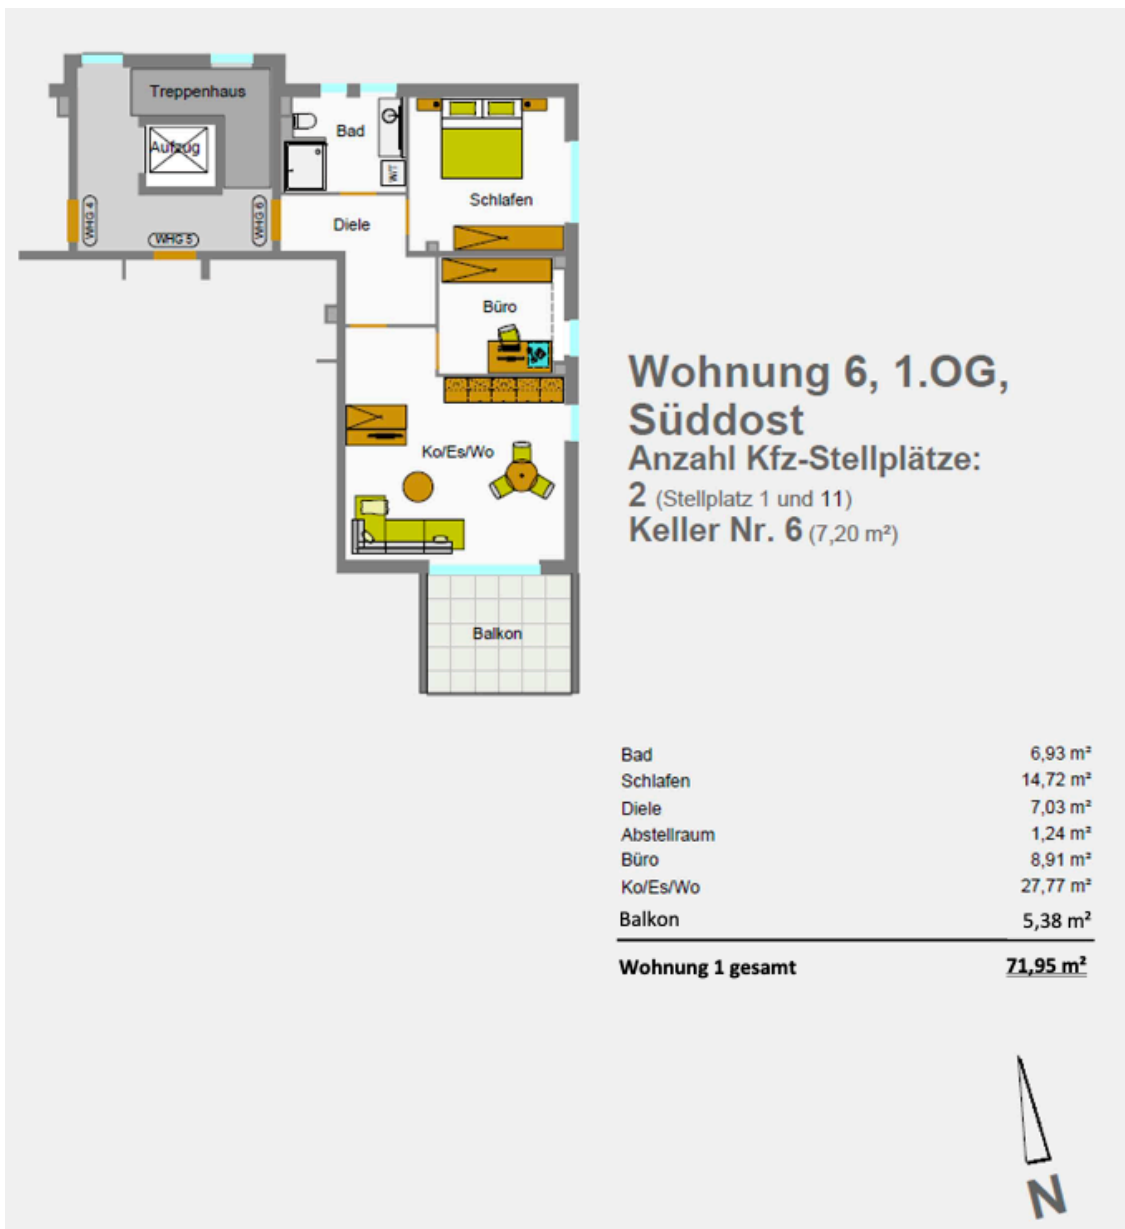 Treppenhaus
Aufzug
Bad
W/T
Schlafen
WHG 4
WHG 5
WHG 6
Diele
Büro
Ko/Es/Wo
Balkon
Wohnung 6, 1.OG,
Süddost
Anzahl Kfz-Stellplätze:
2 (Stellplatz 1 und 11)
Keller Nr. 6 (7,20 m²)
Bad 6,93 m²
Schlafen 14,72 m²
Diele 7,03 m²
Abstellraum 1,24 m²
Büro 8,91 m²
Ko/Es/Wo 27,77 m²
Balkon 5,38 m²
Wohnung 1 gesamt 71,95 m²
N